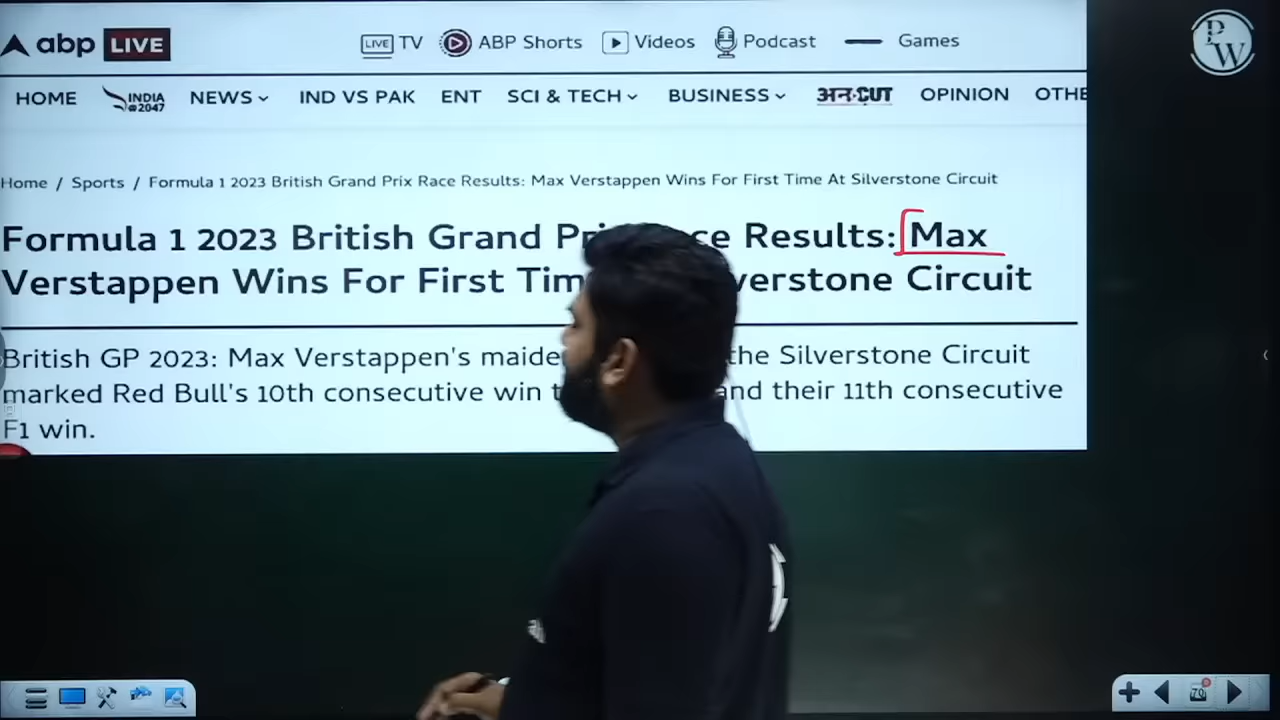 abp LIVE
LIVE TV ABP Shorts Videos Podcast Games
HOME INDIA @2047 NEWS IND VS PAK ENT SCI & TECH BUSINESS अनCUT OPINION OTHE
Home / Sports / Formula 1 2023 British Grand Prix Race Results: Max Verstappen Wins For First Time At Silverstone Circuit
Formula 1 2023 British Grand Pr ce Results: Max
Verstappen Wins For First Tim verstone Circuit
British GP 2023: Max Verstappen's maide the Silverstone Circuit
marked Red Bull's 10th consecutive win t and their 11th consecutive
F1 win.
PW
70